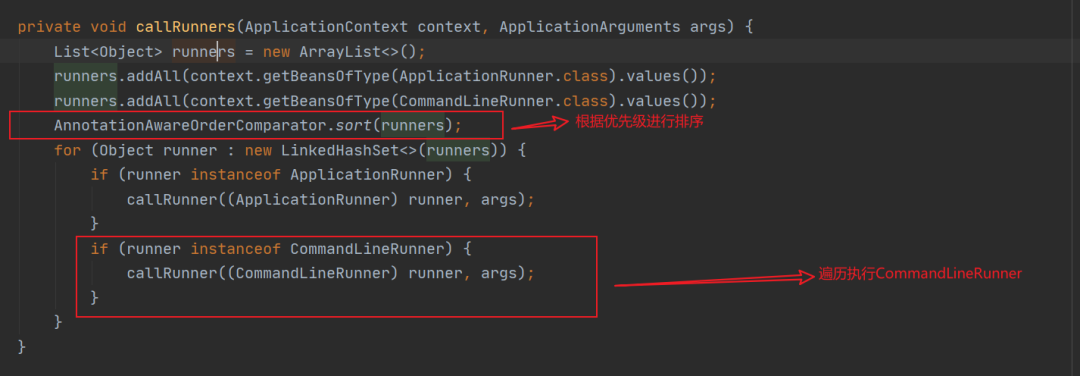 private void callRunners(ApplicationContext context, ApplicationArguments args) {
List<Object> runners = new ArrayList<>();
runners.addAll(context.getBeansOfType(ApplicationRunner.class).values());
runners.addAll(context.getBeansOfType(CommandLineRunner.class).values());
AnnotationAwareOrderComparator.sort(runners);
根据优先级进行排序
for (Object runner : new LinkedHashSet<>(runners)) {
if (runner instanceof ApplicationRunner) {
callRunner((ApplicationRunner) runner, args);
}
if (runner instanceof CommandLineRunner) {
callRunner((CommandLineRunner) runner, args);
遍历执行CommandLineRunner
}
}
}